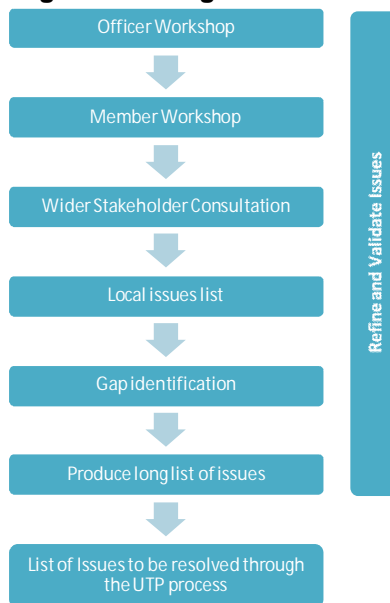 Officer Workshop
Member Workshop
Wider Stakeholder Consultation
Local issues list
Gap identification
Produce long list of issues
List of Issues to be resolved through
the UTP process
Refine and Validate Issues